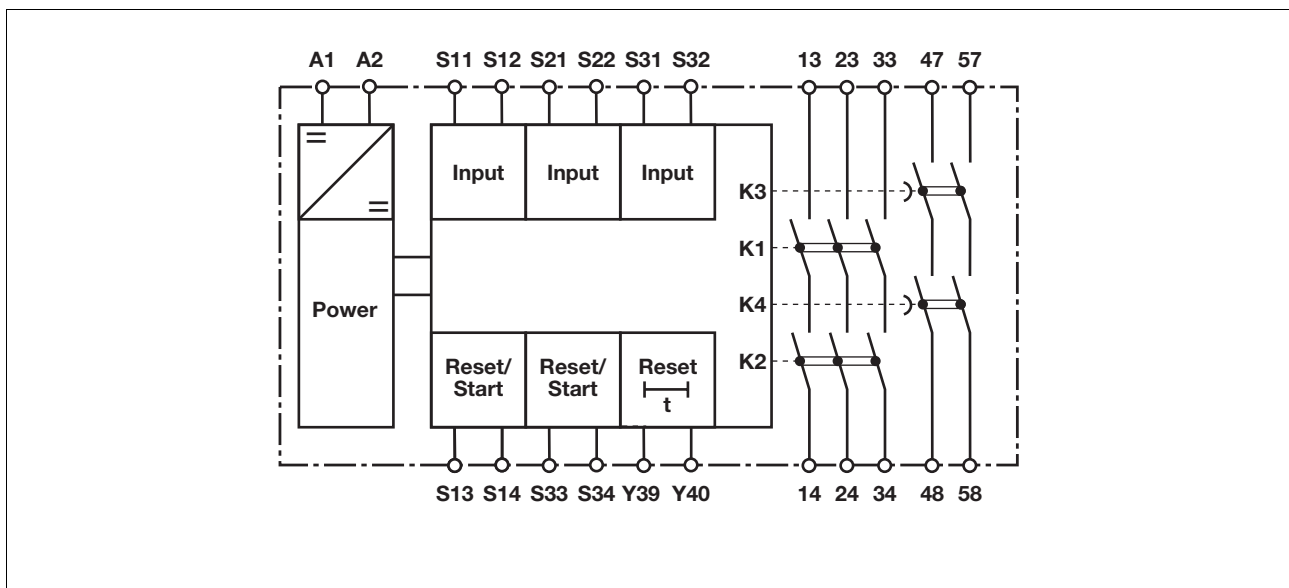 A1 A2 S11 S12 S21 S22 S31 S32 13 23 33 47 57
Input Input Input
K3
K1
K4
Power
K2
Reset/
Start
Reset/
Start
Reset
t
S13 S14 S33 S34 Y39 Y40 14 24 34 48 58